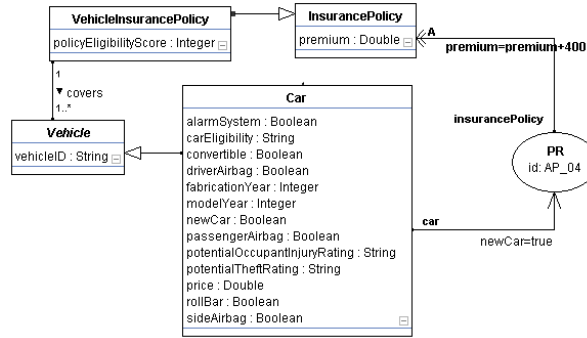 VehicleInsurancePolicy
policyEligibilityScore : Integer
InsurancePolicy
premium : Double
A
premium=premium+400
1
▼ covers
1..*
Vehicle
vehicleID : String
Car
alarmSystem : Boolean
carEligibility : String
convertible : Boolean
driverAirbag : Boolean
fabricationYear : Integer
modelYear : Integer
newCar : Boolean
passengerAirbag : Boolean
potentialOccupantInjuryRating : String
potentialTheftRating : String
price : Double
rollBar : Boolean
sideAirbag : Boolean
insurancePolicy
PR
id: AP_04
car
newCar=true